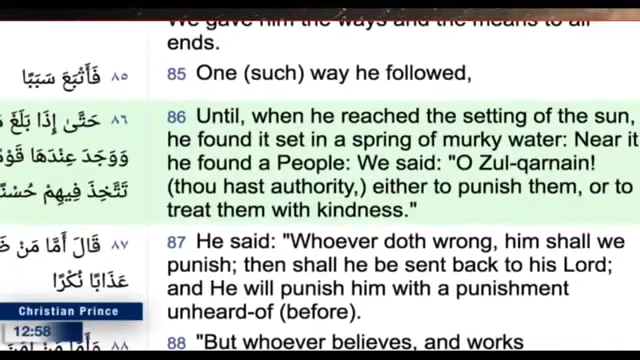 We gave him the ways and the means to all
ends.
فَأَتْبَعَ سَبَبًا ٨٥
85 One (such) way he followed,
٨٦ حَتَّىٰ إِذَا بَلَغَ
وَوَجَدَ عِندَهَا
تَتَّخِذَ فِيهِمْ
86 Until, when he reached the setting of the sun,
he found it set in a spring of murky water: Near it
he found a People: We said: "O Zul-qarnain!
(thou hast authority,) either to punish them, or to
treat them with kindness."
٨٧ قَالَ أَمَّا مَن
عَذَابًا نُّكْرًا
87 He said: "Whoever doth wrong, him shall we
punish; then shall he be sent back to his Lord;
and He will punish him with a punishment
unheard-of (before).
٨٨
88 "But whoever believes, and works
Christian Prince
12:58